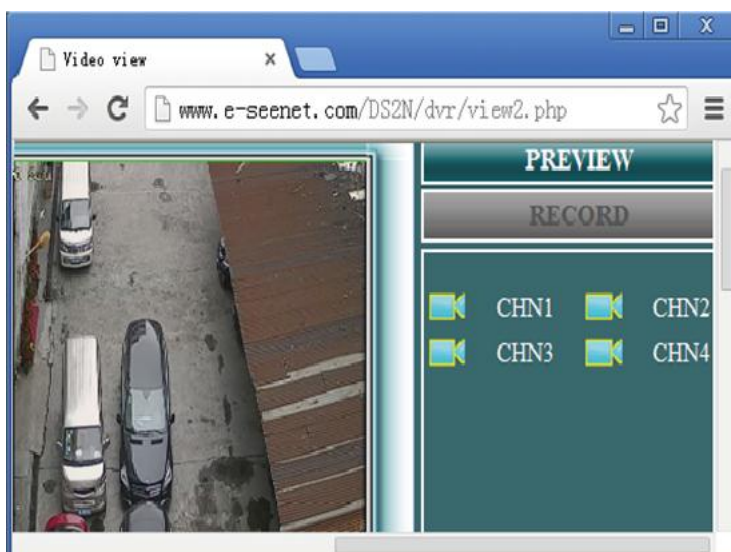 Video view
www.e-seenet.com/DS2N/dvr/view2.php
PREVIEW
RECORD
CHN1 CHN2
CHN3 CHN4